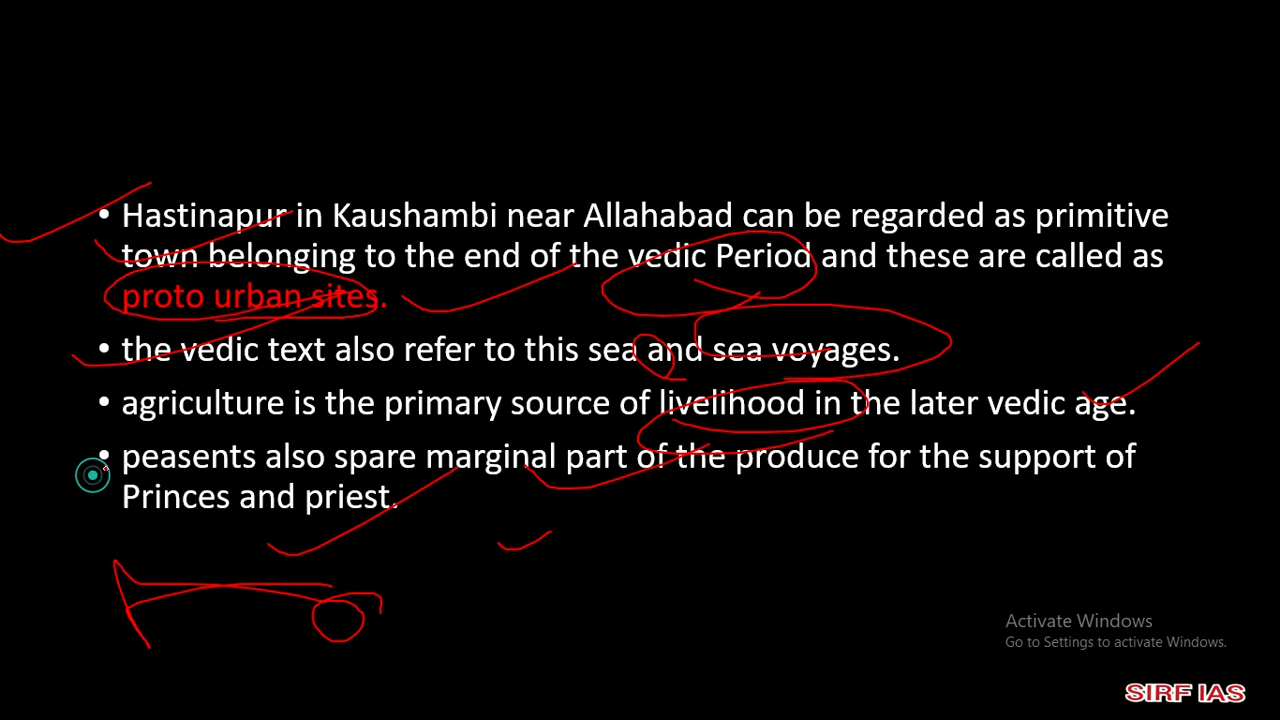 • Hastinapur in Kaushambi near Allahabad can be regarded as primitive
town belonging to the end of the vedic Period and these are called as
proto urban sites.
• the vedic text also refer to this sea and sea voyages.
• agriculture is the primary source of livelihood in the later vedic age.
• peasents also spare marginal part of the produce for the support of
Princes and priest.
Activate Windows
Go to Settings to activate Windows.
SIRF IAS